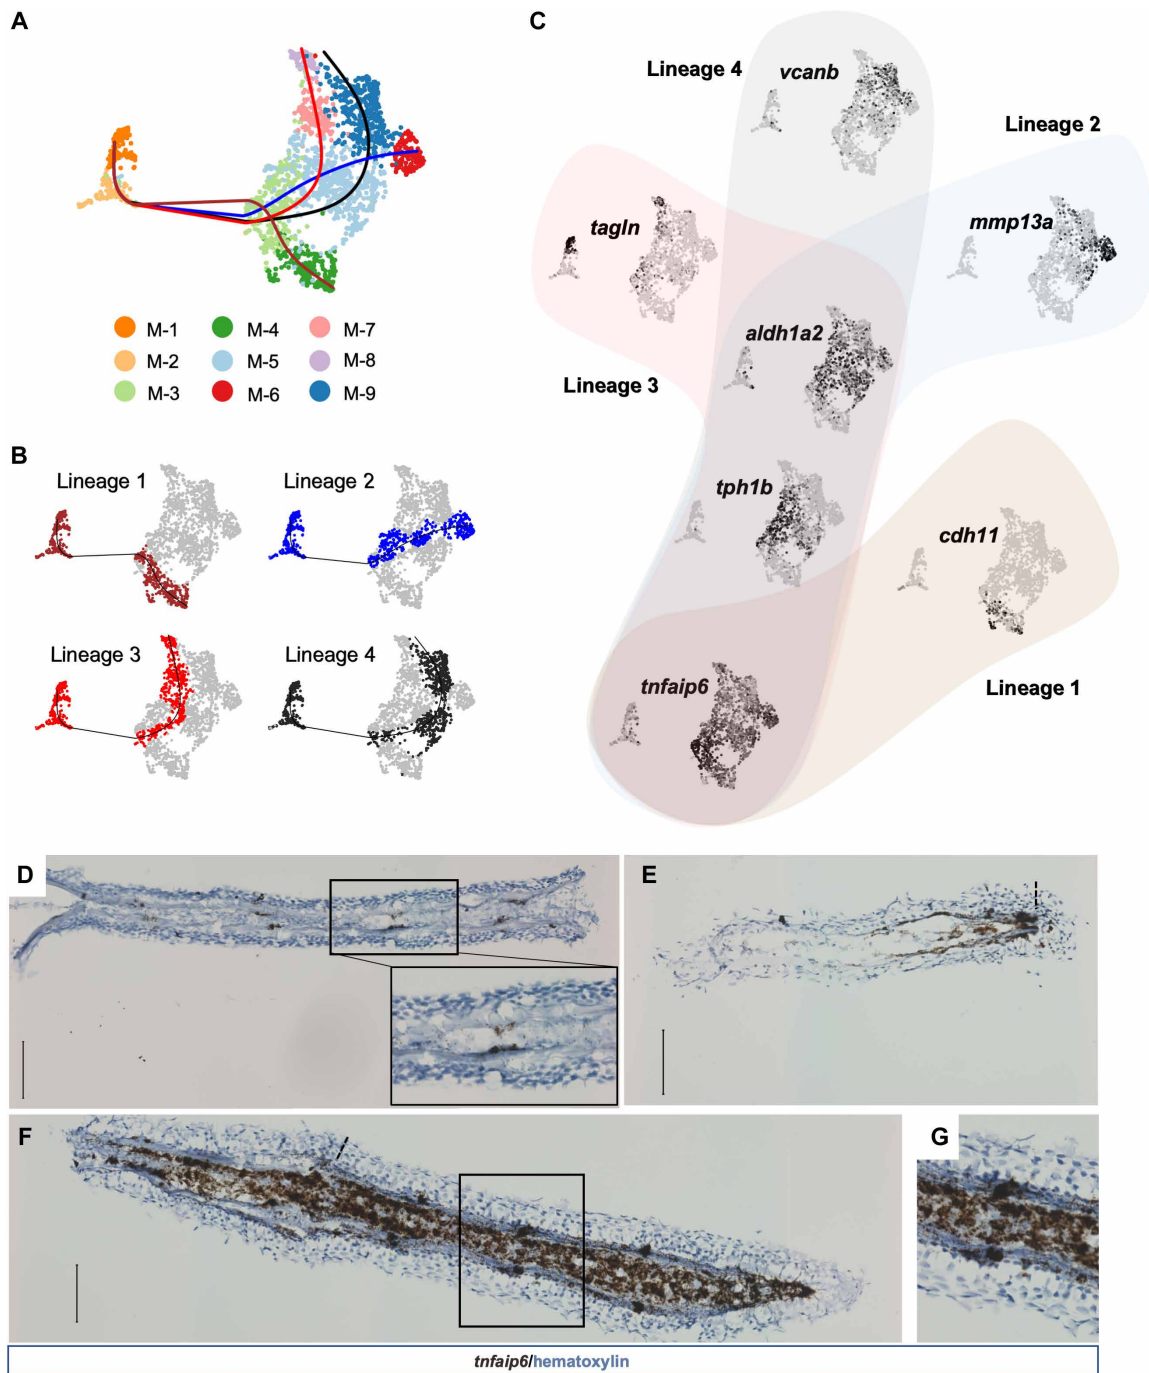 A
M-1
M-4
M-7
M-2
M-5
M-8
M-3
M-6
M-9
B
Lineage 1
Lineage 2
Lineage 3
Lineage 4
C
Lineage 4
vcanb
Lineage 2
tagln
mmp13a
aldh1a2
Lineage 3
tph1b
cdh11
tnfaip6
Lineage 1
D
E
F
G
tnfaip6/hematoxylin